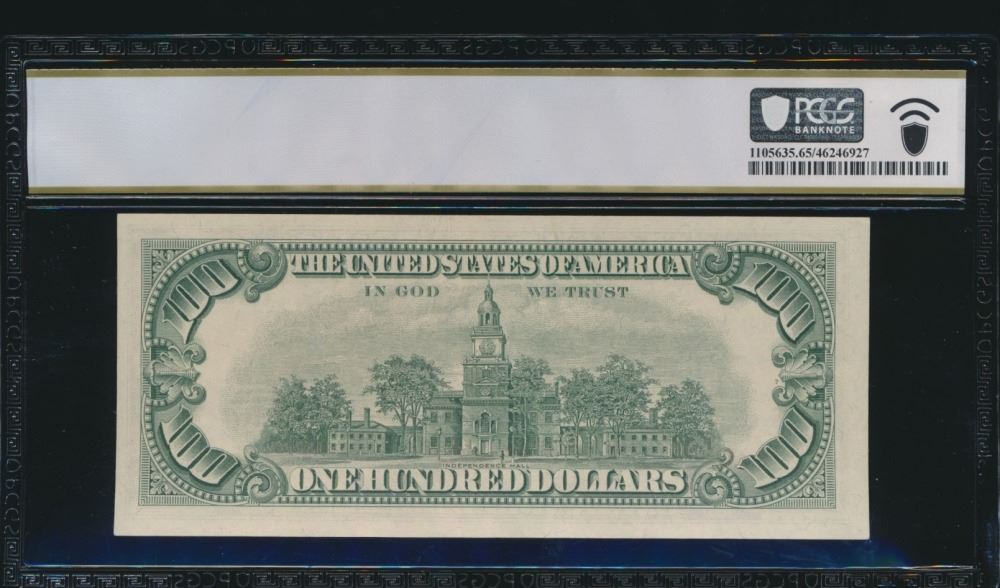 PCGS
BANKNOTE
1105635.65/46246927
THE UNITED STATES OF AMERICA
IN GOD WE TRUST
100 100
INDEPENDENCE HALL
100 100
ONE HUNDRED DOLLARS